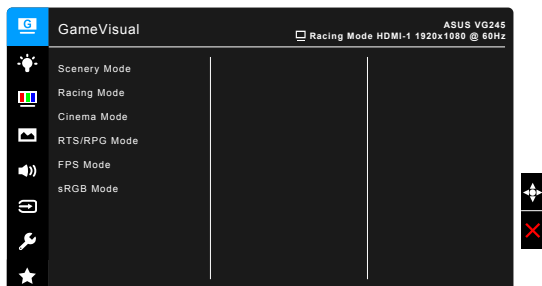 G
GameVisual
ASUS VG245
Racing Mode HDMI-1 1920x1080 @ 60Hz
Scenery Mode
Racing Mode
Cinema Mode
RTS/RPG Mode
FPS Mode
sRGB Mode